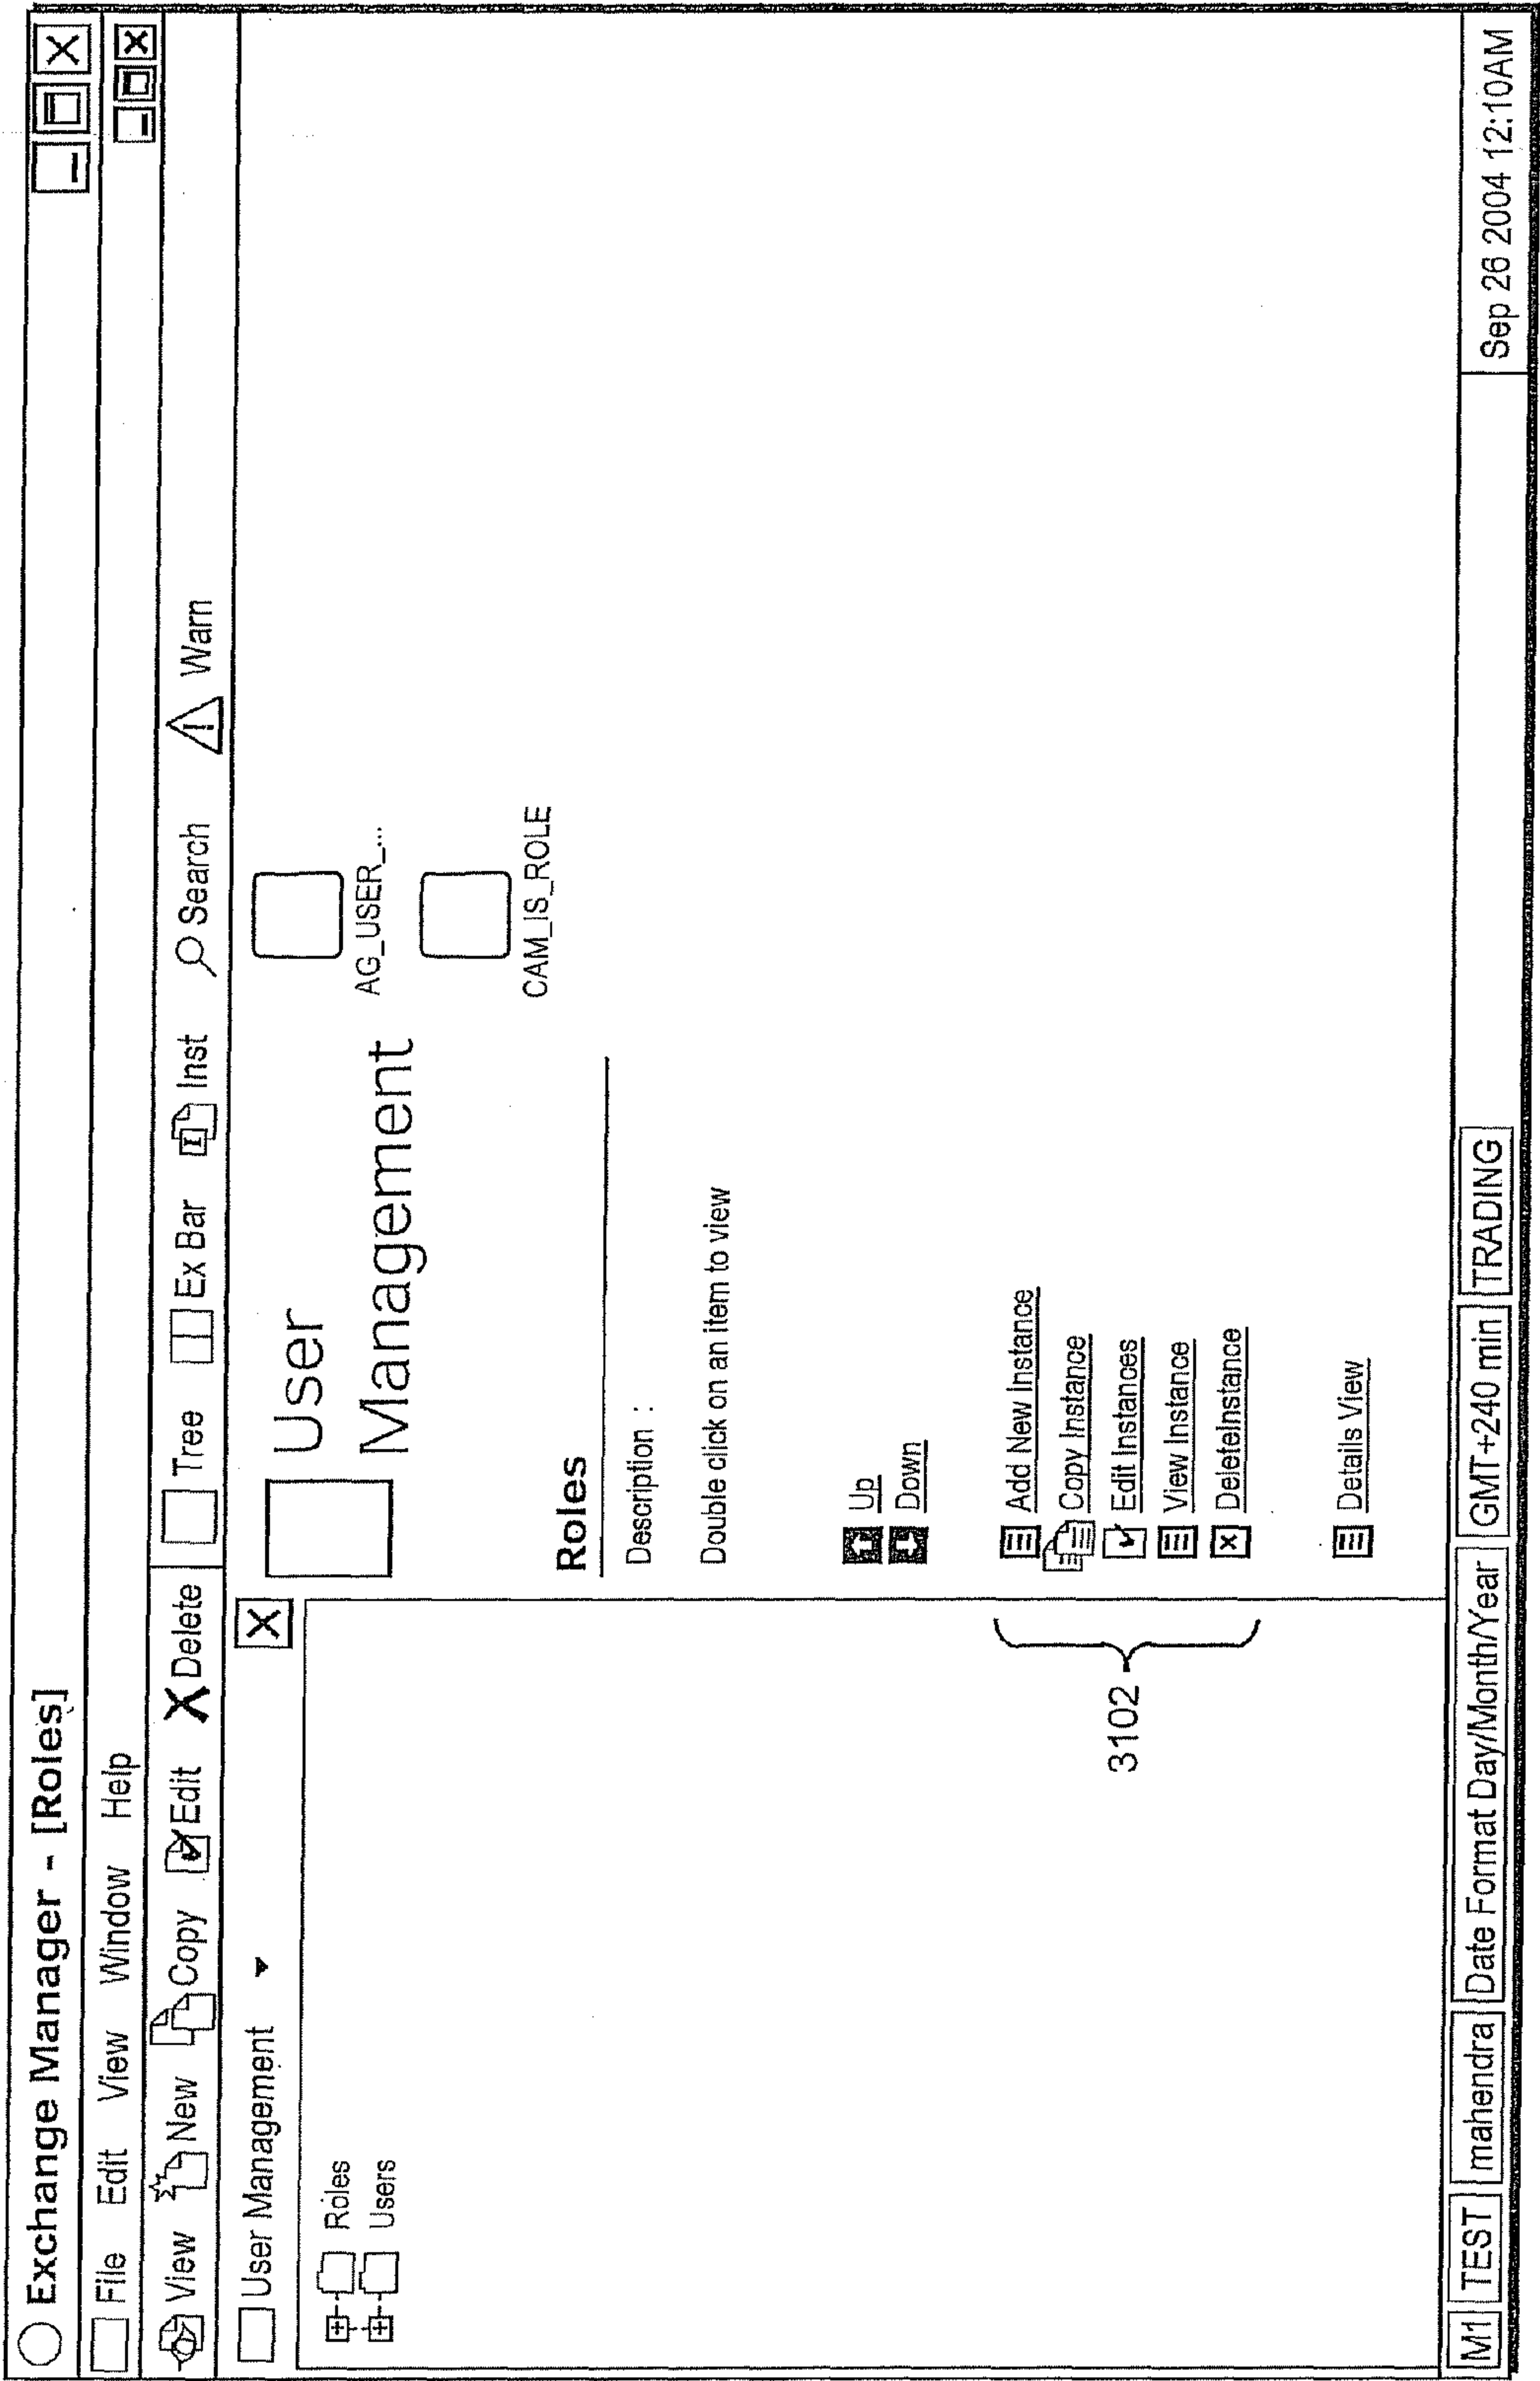 Exchange Manager - [Roles]
File Edit View Window Help
View New Copy Edit Delete Tree Ex Bar Inst Search Warn
User Management
Roles
Users
3102
User
Management
Roles
Description :
Double click on an item to view
Up
Down
Add New Instance
Copy Instance
Edit Instances
View Instance
DeleteInstance
Details View
AG_USER_...
CAM_IS_ROLE
M1 TEST mahendra Date Format Day/Month/Year GMT+240 min TRADING Sep 26 2004 12:10AM